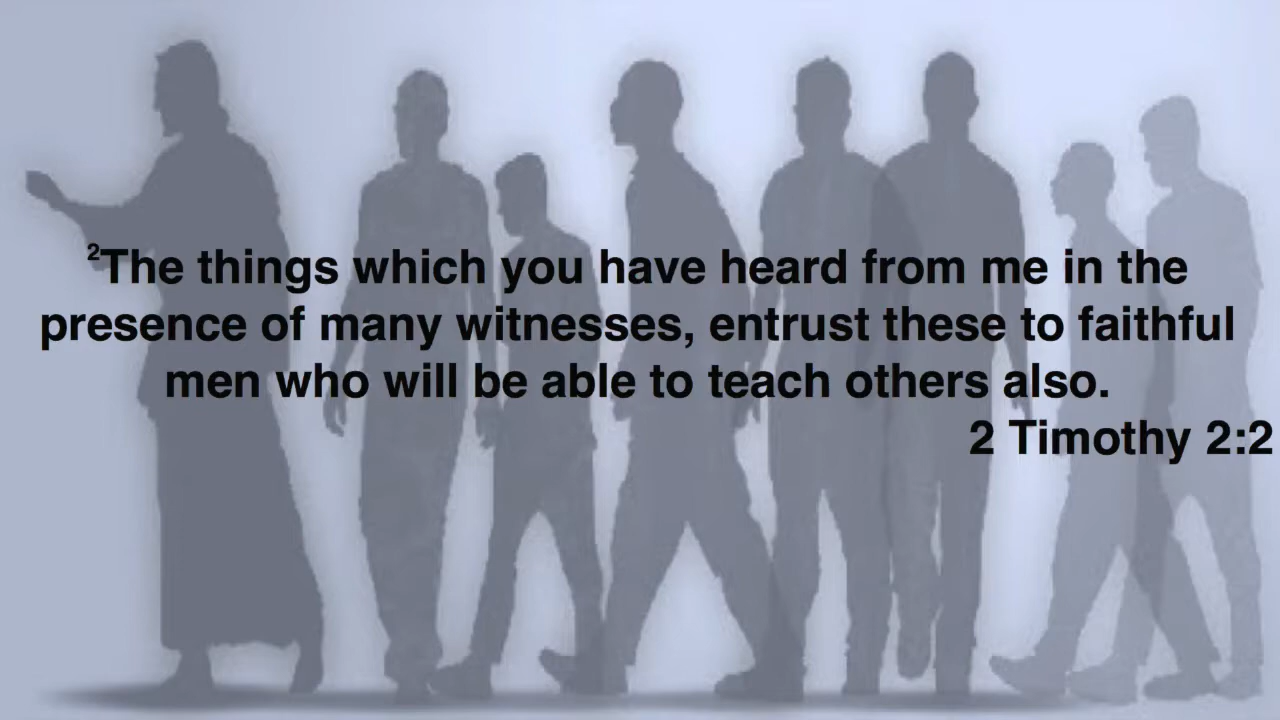 ²The things which you have heard from me in the
presence of many witnesses, entrust these to faithful
men who will be able to teach others also.
2 Timothy 2:2